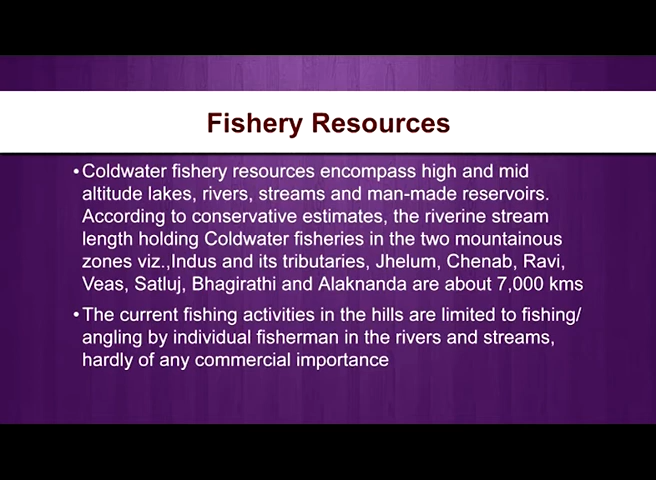 Fishery Resources
•Coldwater fishery resources encompass high and mid
altitude lakes, rivers, streams and man-made reservoirs.
According to conservative estimates, the riverine stream
length holding Coldwater fisheries in the two mountainous
zones viz.,Indus and its tributaries, Jhelum, Chenab, Ravi,
Veas, Satluj, Bhagirathi and Alaknanda are about 7,000 kms
•The current fishing activities in the hills are limited to fishing/
angling by individual fisherman in the rivers and streams,
hardly of any commercial importance